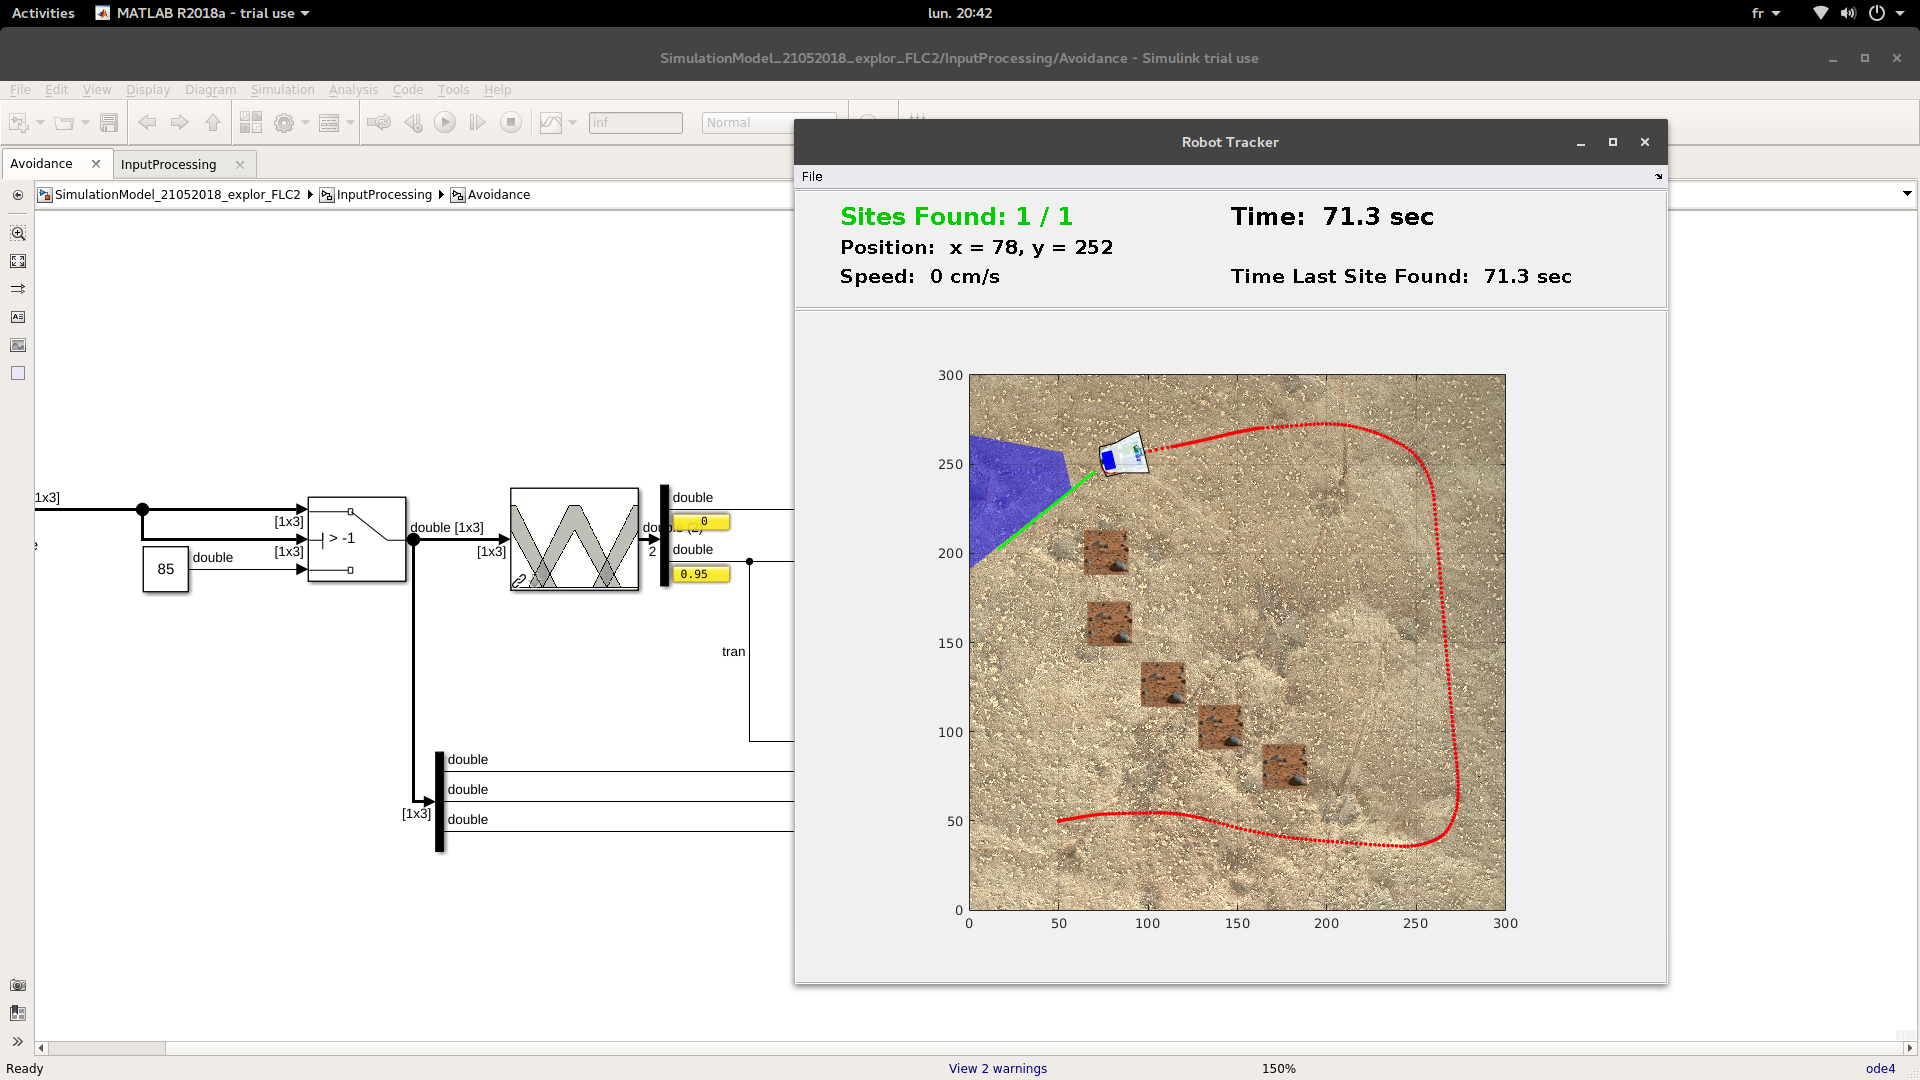 Activities MATLAB R2018a - trial use lun. 20:42 fr
SimulationModel_21052018_explor_FLC2/InputProcessing/Avoidance - Simulink trial use
File Edit View Display Diagram Simulation Analysis Code Tools Help
inf Normal
Avoidance InputProcessing
SimulationModel_21052018_explor_FLC2 InputProcessing Avoidance
Robot Tracker
File
Sites Found: 1 / 1 Time: 71.3 sec
Position: x = 78, y = 252
Speed: 0 cm/s Time Last Site Found: 71.3 sec
1x3]
[1x3]
> -1
[1x3]
85
double
double [1x3]
[1x3]
double
0
double (2)
2
double
0.95
tran
double
double
[1x3]
double
300
250
200
150
100
50
0
0 50 100 150 200 250 300
Ready View 2 warnings 150% ode4